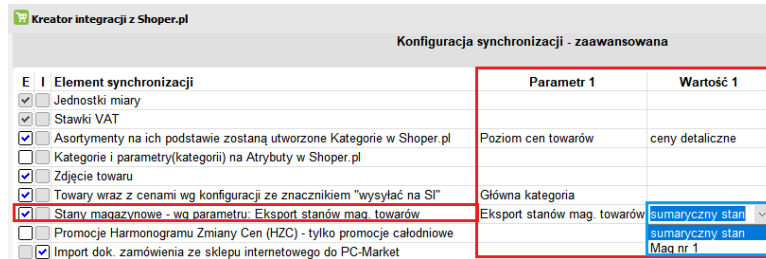 Kreator integracji z Shoper.pl
Konfiguracja synchronizacji - zaawansowana
E I Element synchronizacji Parametr 1 Wartość 1
Jednostki miary
Stawki VAT
Asortymenty na ich podstawie zostaną utworzone Kategorie w Shoper.pl Poziom cen towarów ceny detaliczne
Kategorie i parametry(kategorii) na Atrybuty w Shoper.pl
Zdjęcie towaru
Towary wraz z cenami wg konfiguracji ze znacznikiem "wysyłać na SI" Główna kategoria
Stany magazynowe - wg parametru: Eksport stanów mag. towarów Eksport stanów mag. towarów sumaryczny stan
sumaryczny stan
Promocje Harmonogramu Zmiany Cen (HZC) - tylko promocje całodniowe
Mag nr 1
Import dok. zamówienia ze sklepu internetowego do PC-Market